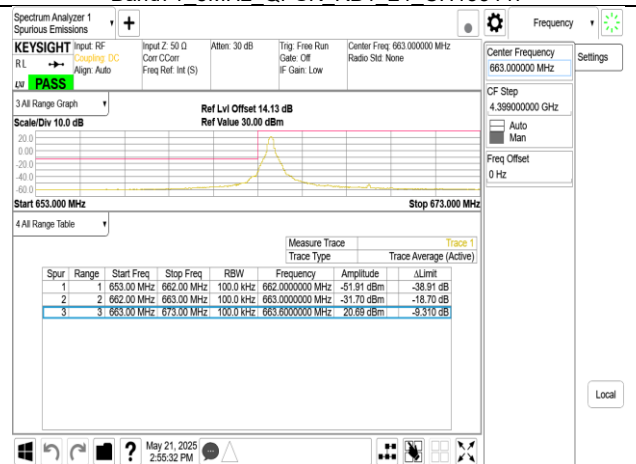 Spectrum Analyzer 1
Spurious Emissions
+
Frequency
KEYSIGHT
RL
LXI
PASS
Input: RF
Coupling: DC
Align: Auto
Input Z: 50 Ω
Corr CCorr
Freq Ref: Int (S)
Atten: 30 dB
Trig: Free Run
Gate: Off
IF Gain: Low
Center Freq: 663.000000 MHz
Radio Std: None
Center Frequency
663.000000 MHz
Settings
CF Step
4.399000000 GHz
Auto
Man
Freq Offset
0 Hz
3 All Range Graph
Scale/Div 10.0 dB
Ref Lvl Offset 14.13 dB
Ref Value 30.00 dBm
20.0
0.00
-20.0
-40.0
-60.0
Start 653.000 MHz
Stop 673.000 MHz
4 All Range Table
Measure Trace Trace 1
Trace Type Trace Average (Active)
Spur Range Start Freq Stop Freq RBW Frequency Amplitude ΔLimit
1 1 653.00 MHz 662.00 MHz 100.0 kHz 662.0000000 MHz -51.91 dBm -38.91 dB
2 2 662.00 MHz 663.00 MHz 100.0 kHz 663.0000000 MHz -31.70 dBm -18.70 dB
3 3 663.00 MHz 673.00 MHz 100.0 kHz 663.6000000 MHz 20.69 dBm -9.310 dB
Local
?
May 21, 2025
2:55:32 PM